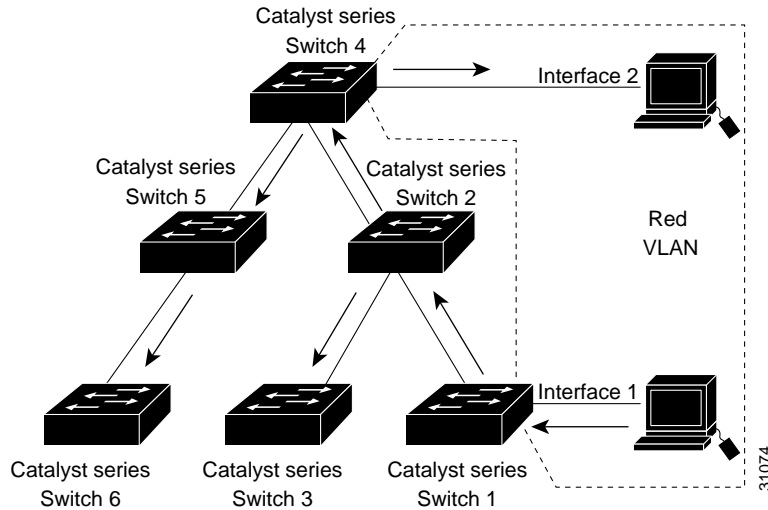 Catalyst series
Switch 4
Interface 2
Catalyst series
Switch 5
Catalyst series
Switch 2
Red
VLAN
Interface 1
Catalyst series
Switch 6
Catalyst series
Switch 3
Catalyst series
Switch 1
31074